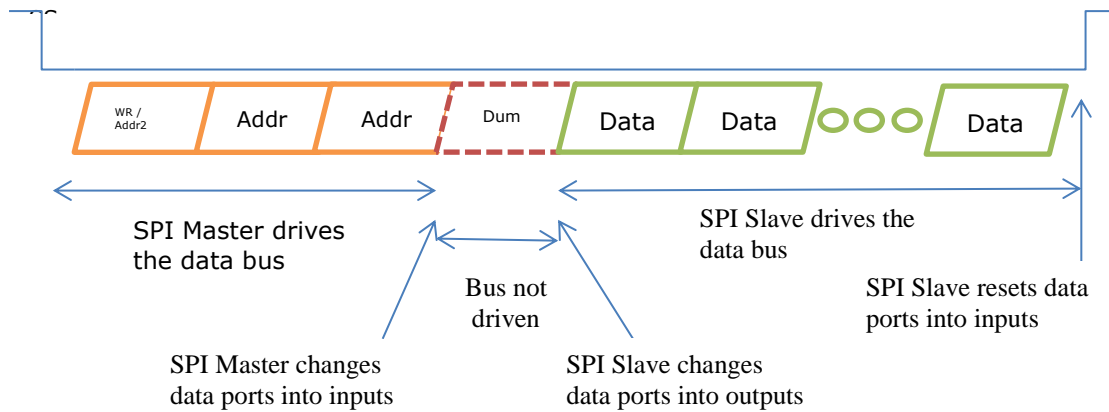 WR /
Addr2
Addr
Addr
Dum
Data
Data
Data
SPI Master drives
the data bus
SPI Slave drives the
data bus
Bus not
driven
SPI Slave resets data
ports into inputs
SPI Master changes
data ports into inputs
SPI Slave changes
data ports into outputs